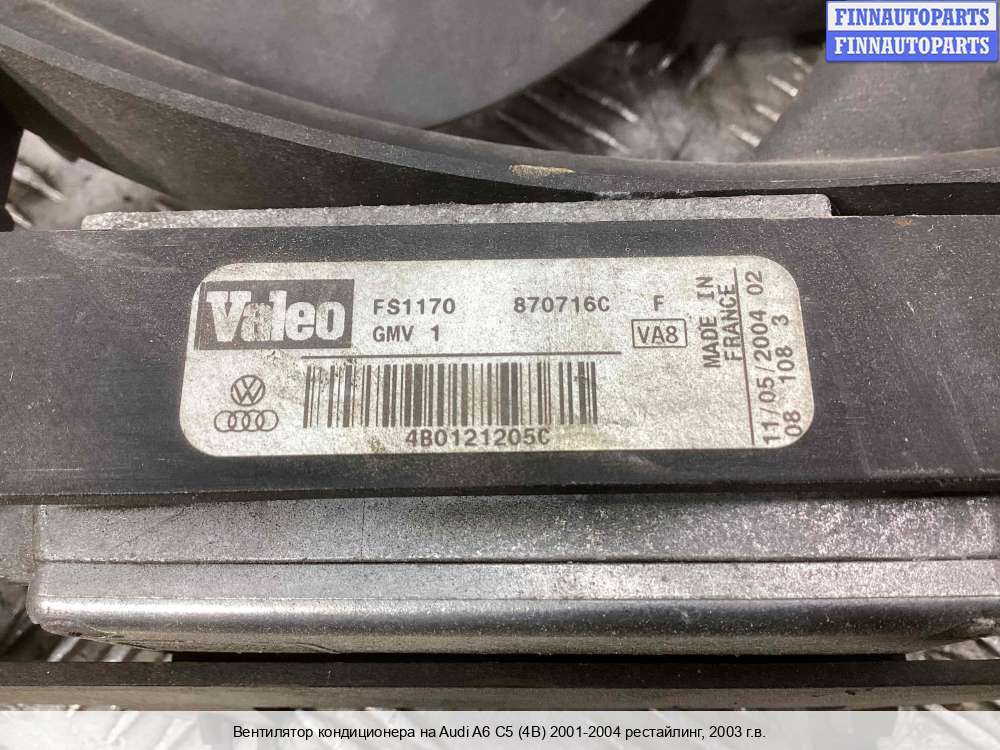 FINNAUTOPARTS
FINNAUTOPARTS
Valeo
FS1170 870716C F
GMV 1 VA8
4B0121205C
MADE IN
FRANCE
11/05/2004 02
08 108 3
Вентилятор кондиционера на Audi A6 C5 (4B) 2001-2004 рестайлинг, 2003 г.в.